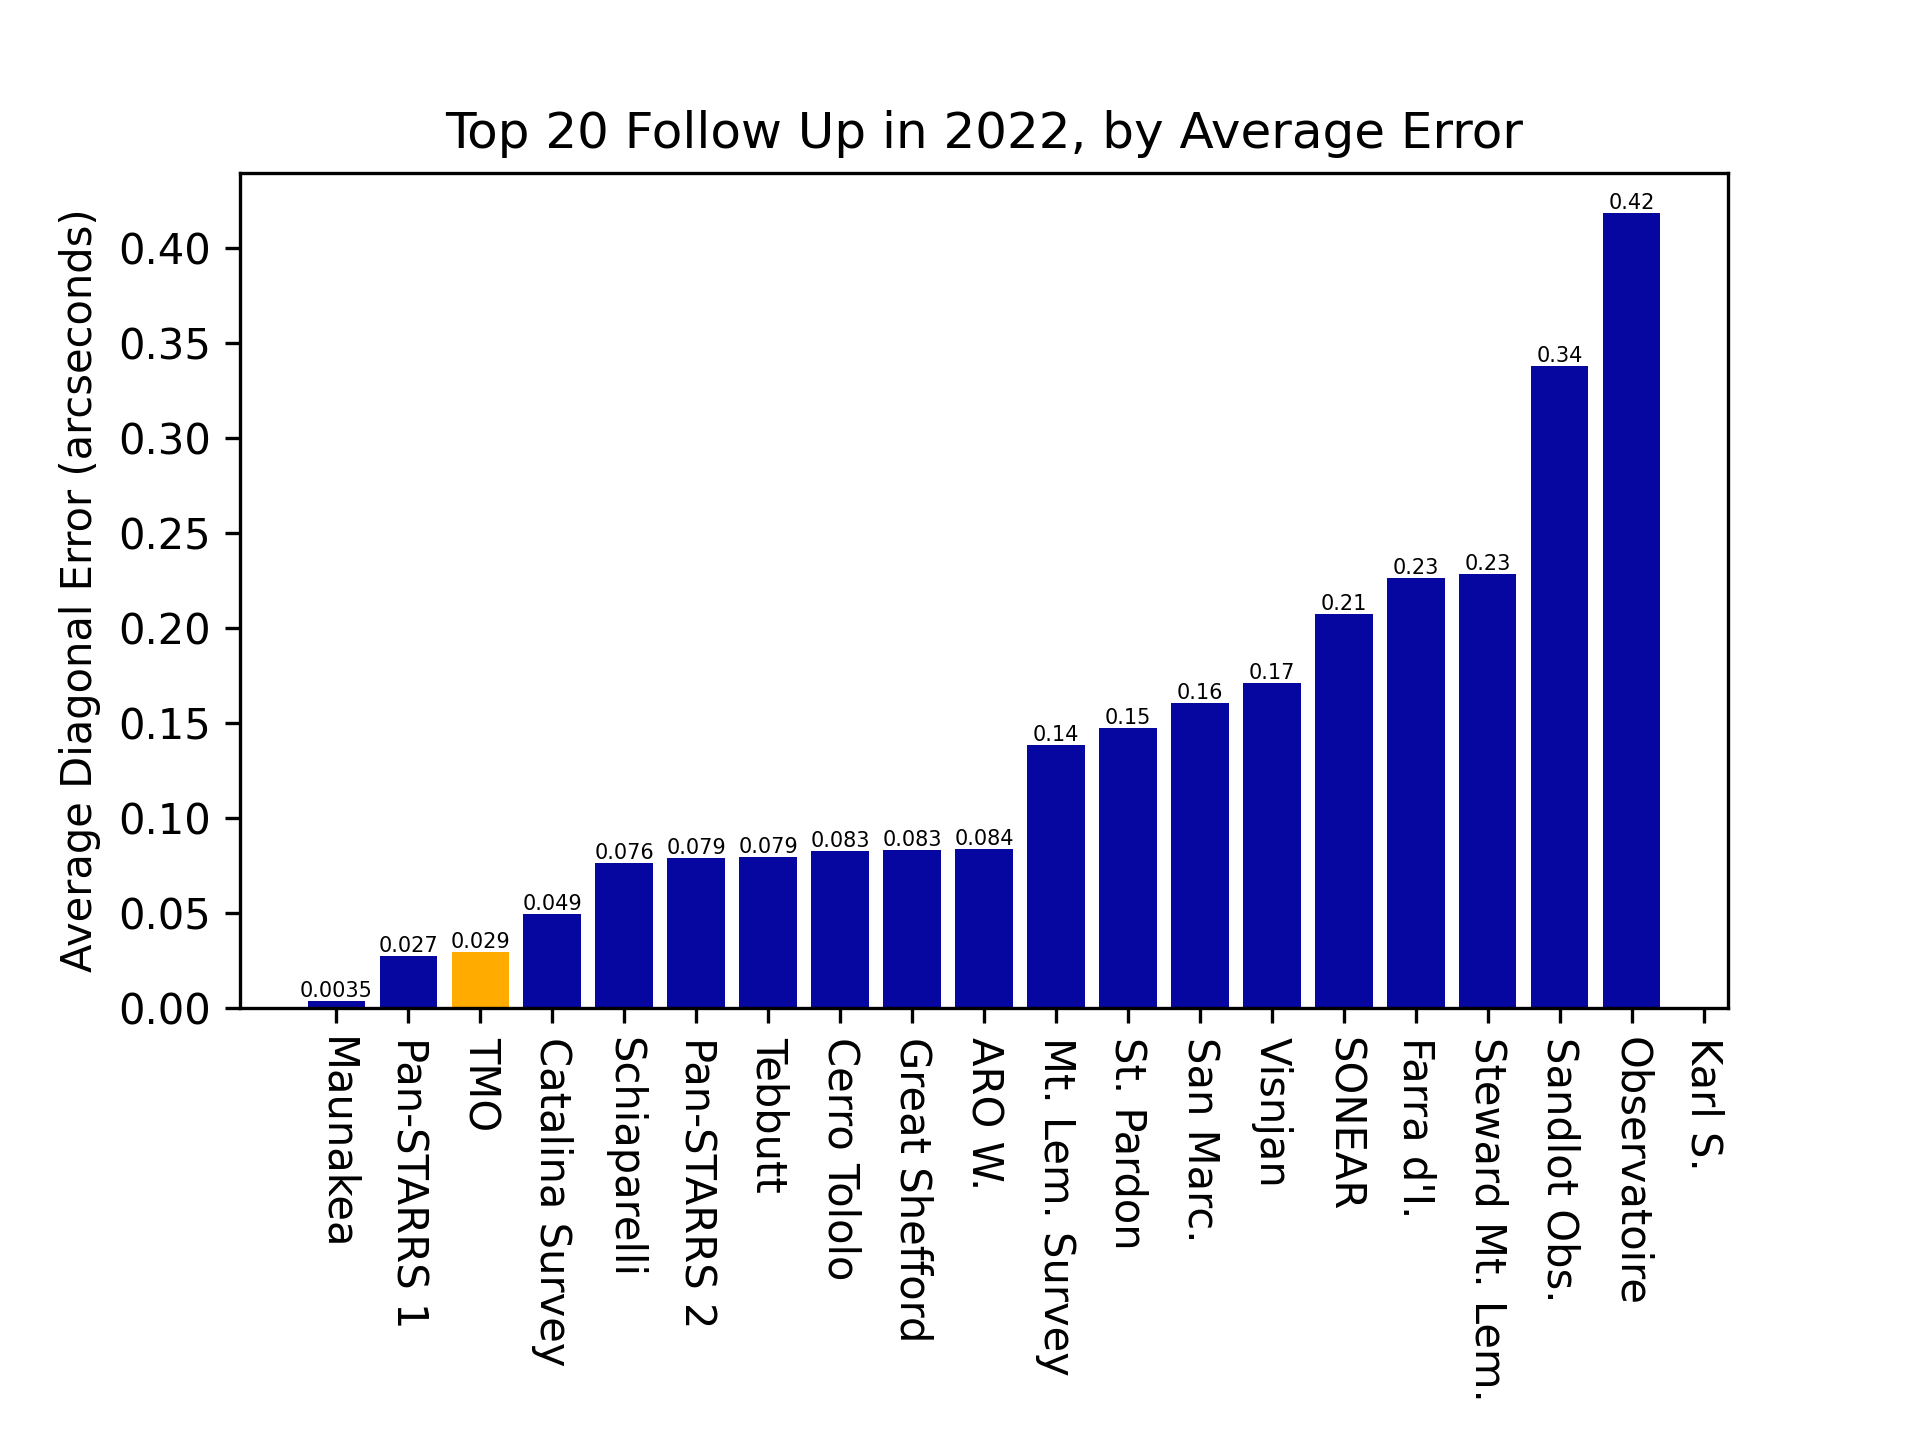 Top 20 Follow Up in 2022, by Average Error
Average Diagonal Error (arcseconds)
0.40
0.35
0.30
0.25
0.20
0.15
0.10
0.05
0.00
0.0035
0.027
0.029
0.049
0.076
0.079
0.079
0.083
0.083
0.084
0.14
0.15
0.16
0.17
0.21
0.23
0.23
0.34
0.42
Maunakea
Pan-STARRS 1
TMO
Catalina Survey
Schiaparelli
Pan-STARRS 2
Tebbutt
Cerro Tololo
Great Shefford
ARO W.
Mt. Lem. Survey
St. Pardon
San Marc.
Visnjan
SONEAR
Farra d'I.
Steward Mt. Lem.
Sandlot Obs.
Observatoire
Karl S.